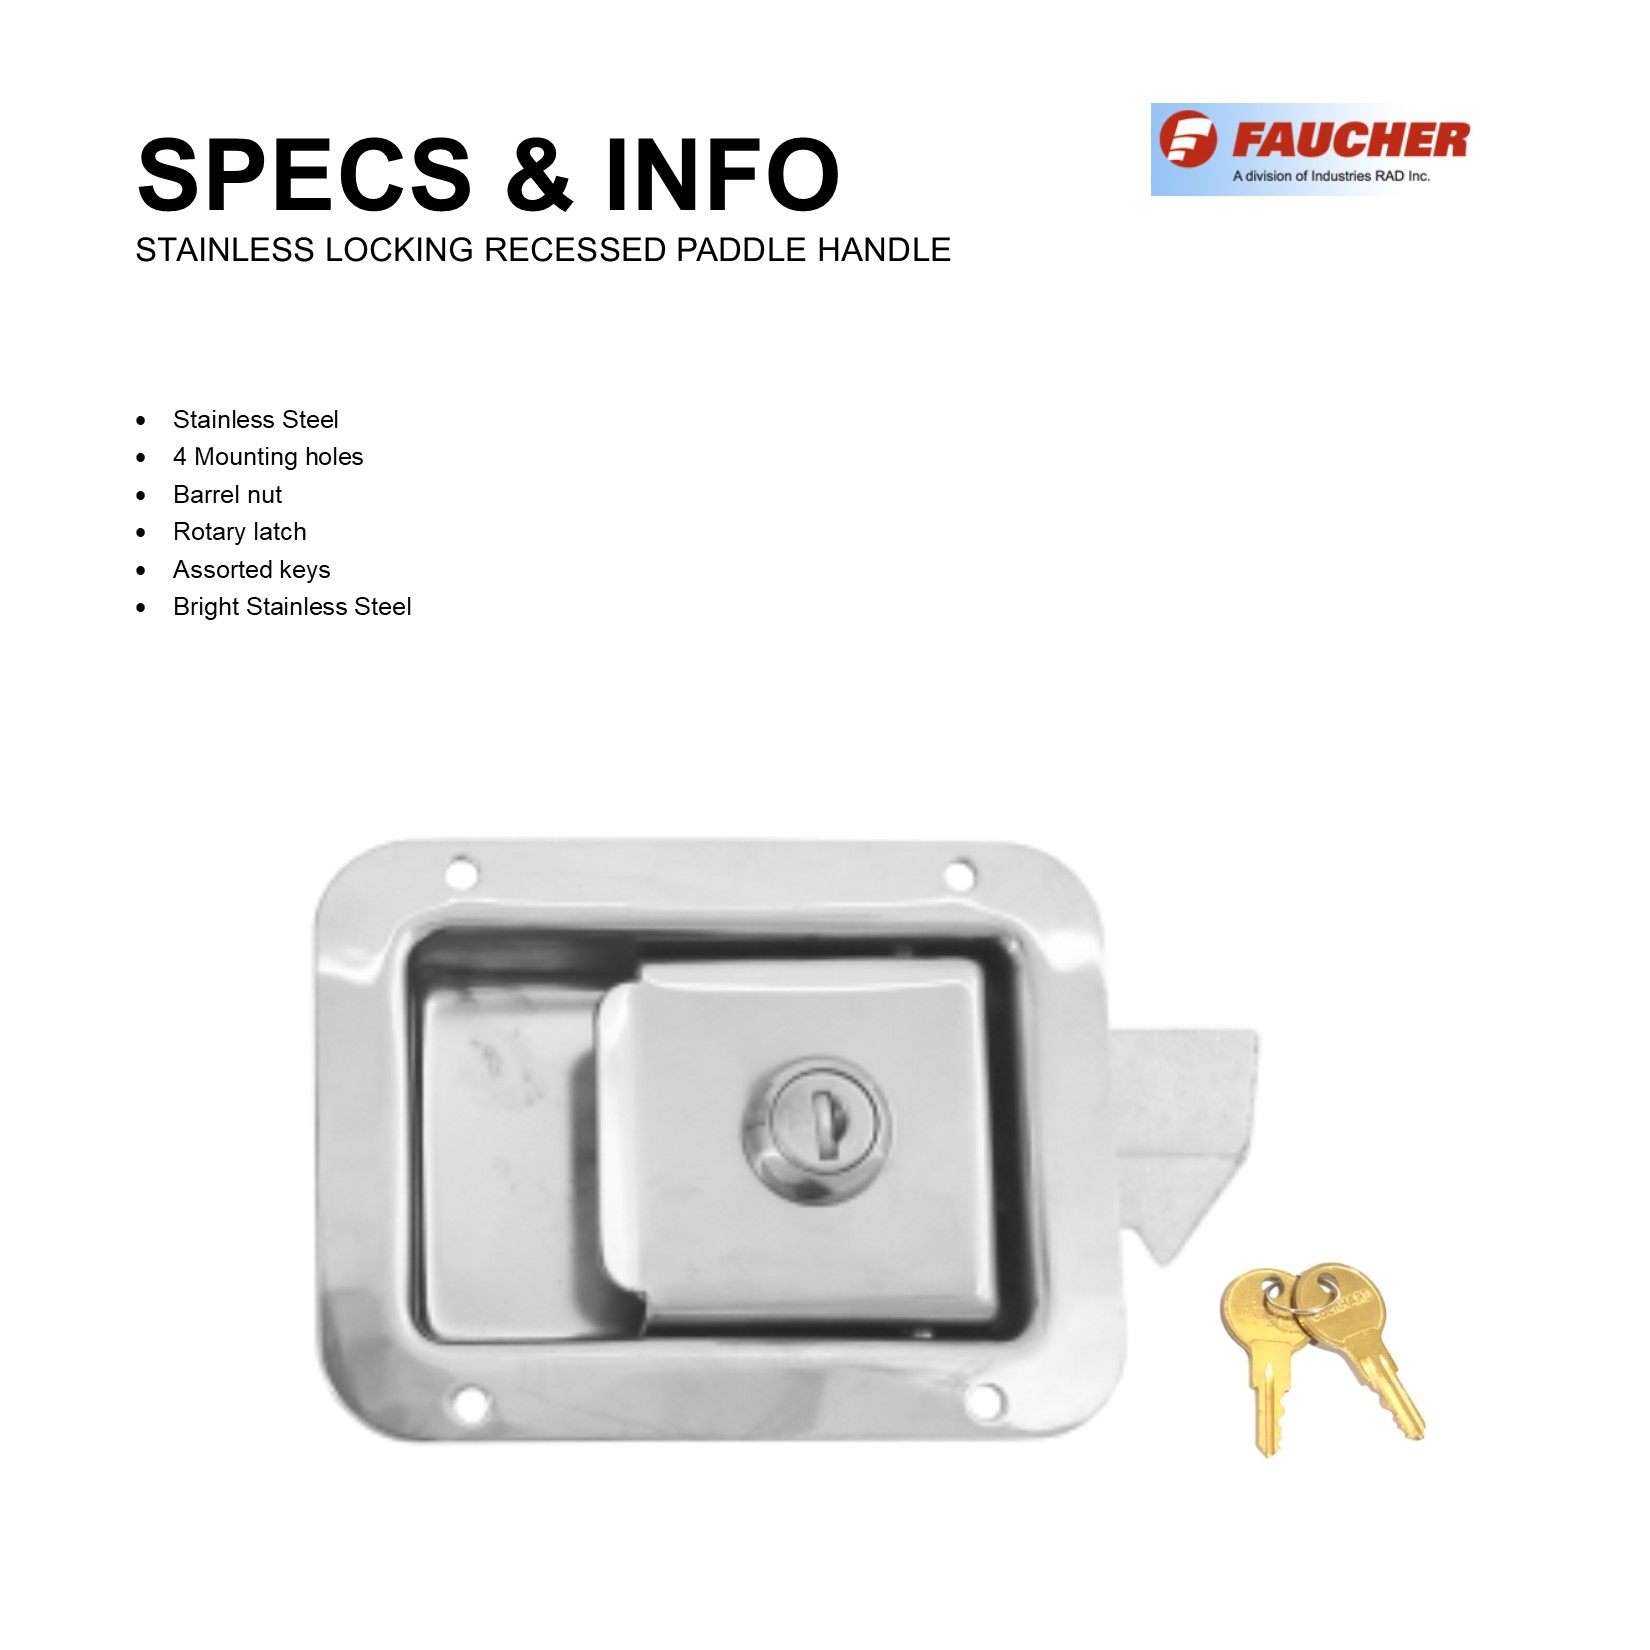 SPECS & INFO
STAINLESS LOCKING RECESSED PADDLE HANDLE
FAUCHER
A division of Industries RAD Inc.
• Stainless Steel
• 4 Mounting holes
• Barrel nut
• Rotary latch
• Assorted keys
• Bright Stainless Steel